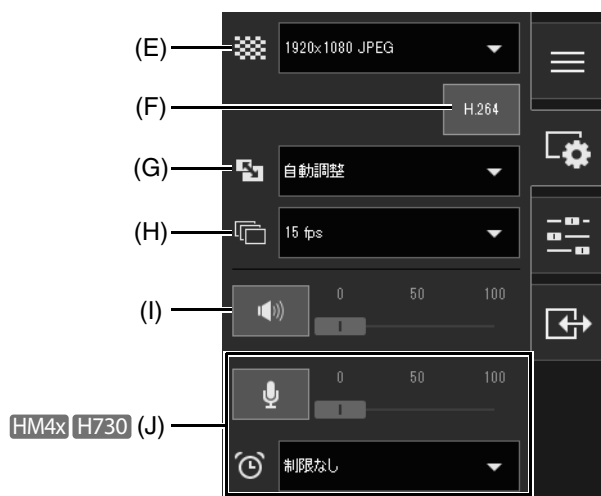 (E) 1920x1080 JPEG
(F) H.264
(G) 自動調整
(H) 15 fps
(I) 0 50 100
HM4x H730 (J) 0 50 100
制限なし